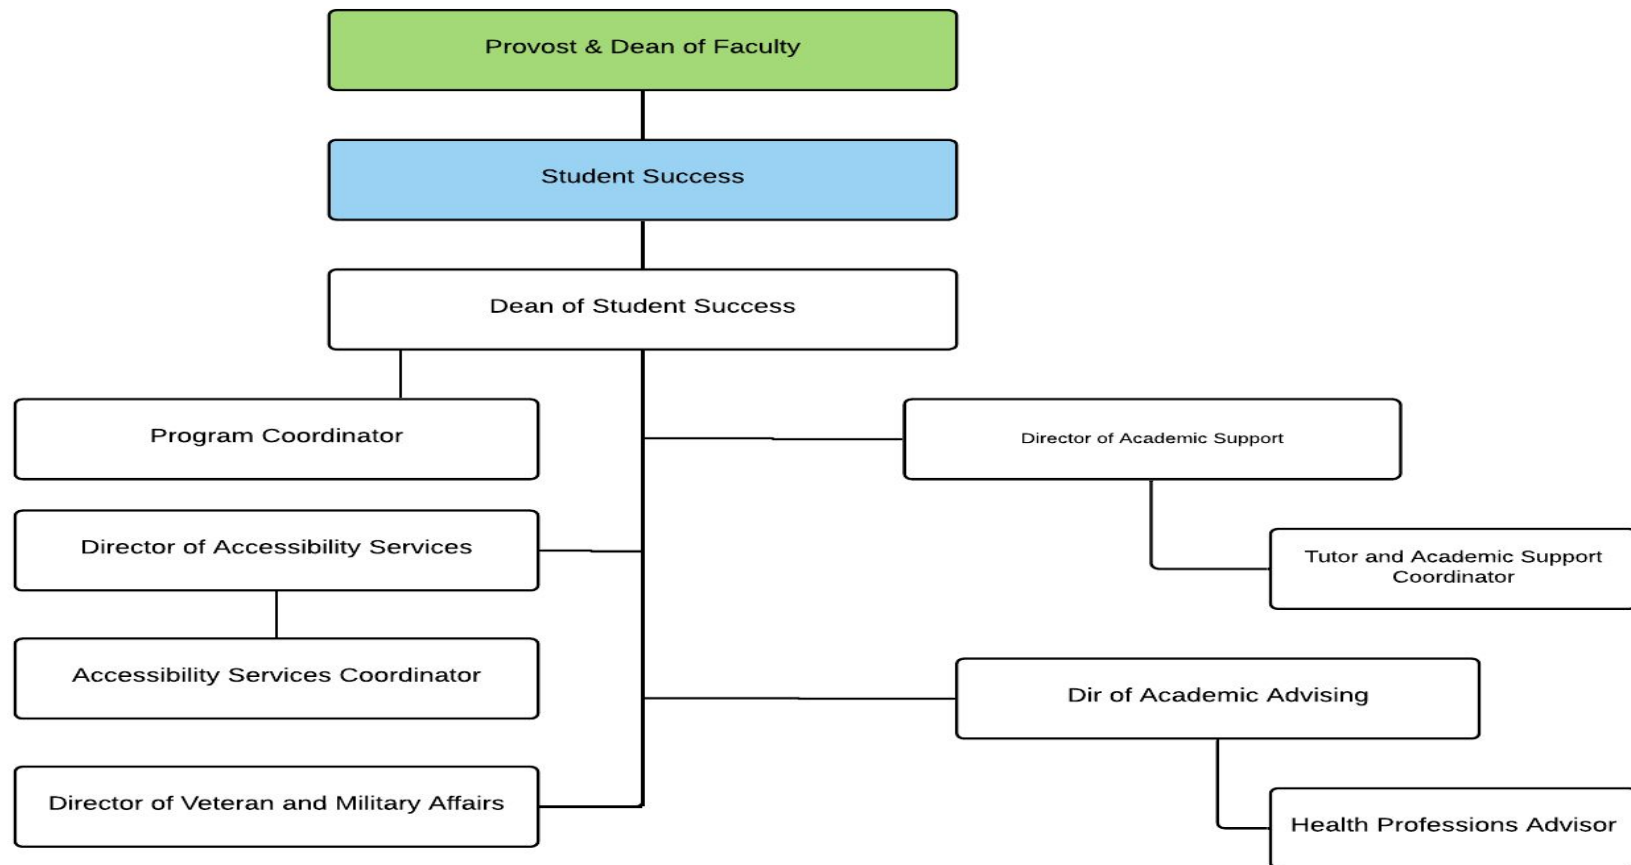 Provost & Dean of Faculty
Student Success
Dean of Student Success
Program Coordinator
Director of Academic Support
Director of Accessibility Services
Tutor and Academic Support
Coordinator
Accessibility Services Coordinator
Dir of Academic Advising
Director of Veteran and Military Affairs
Health Professions Advisor